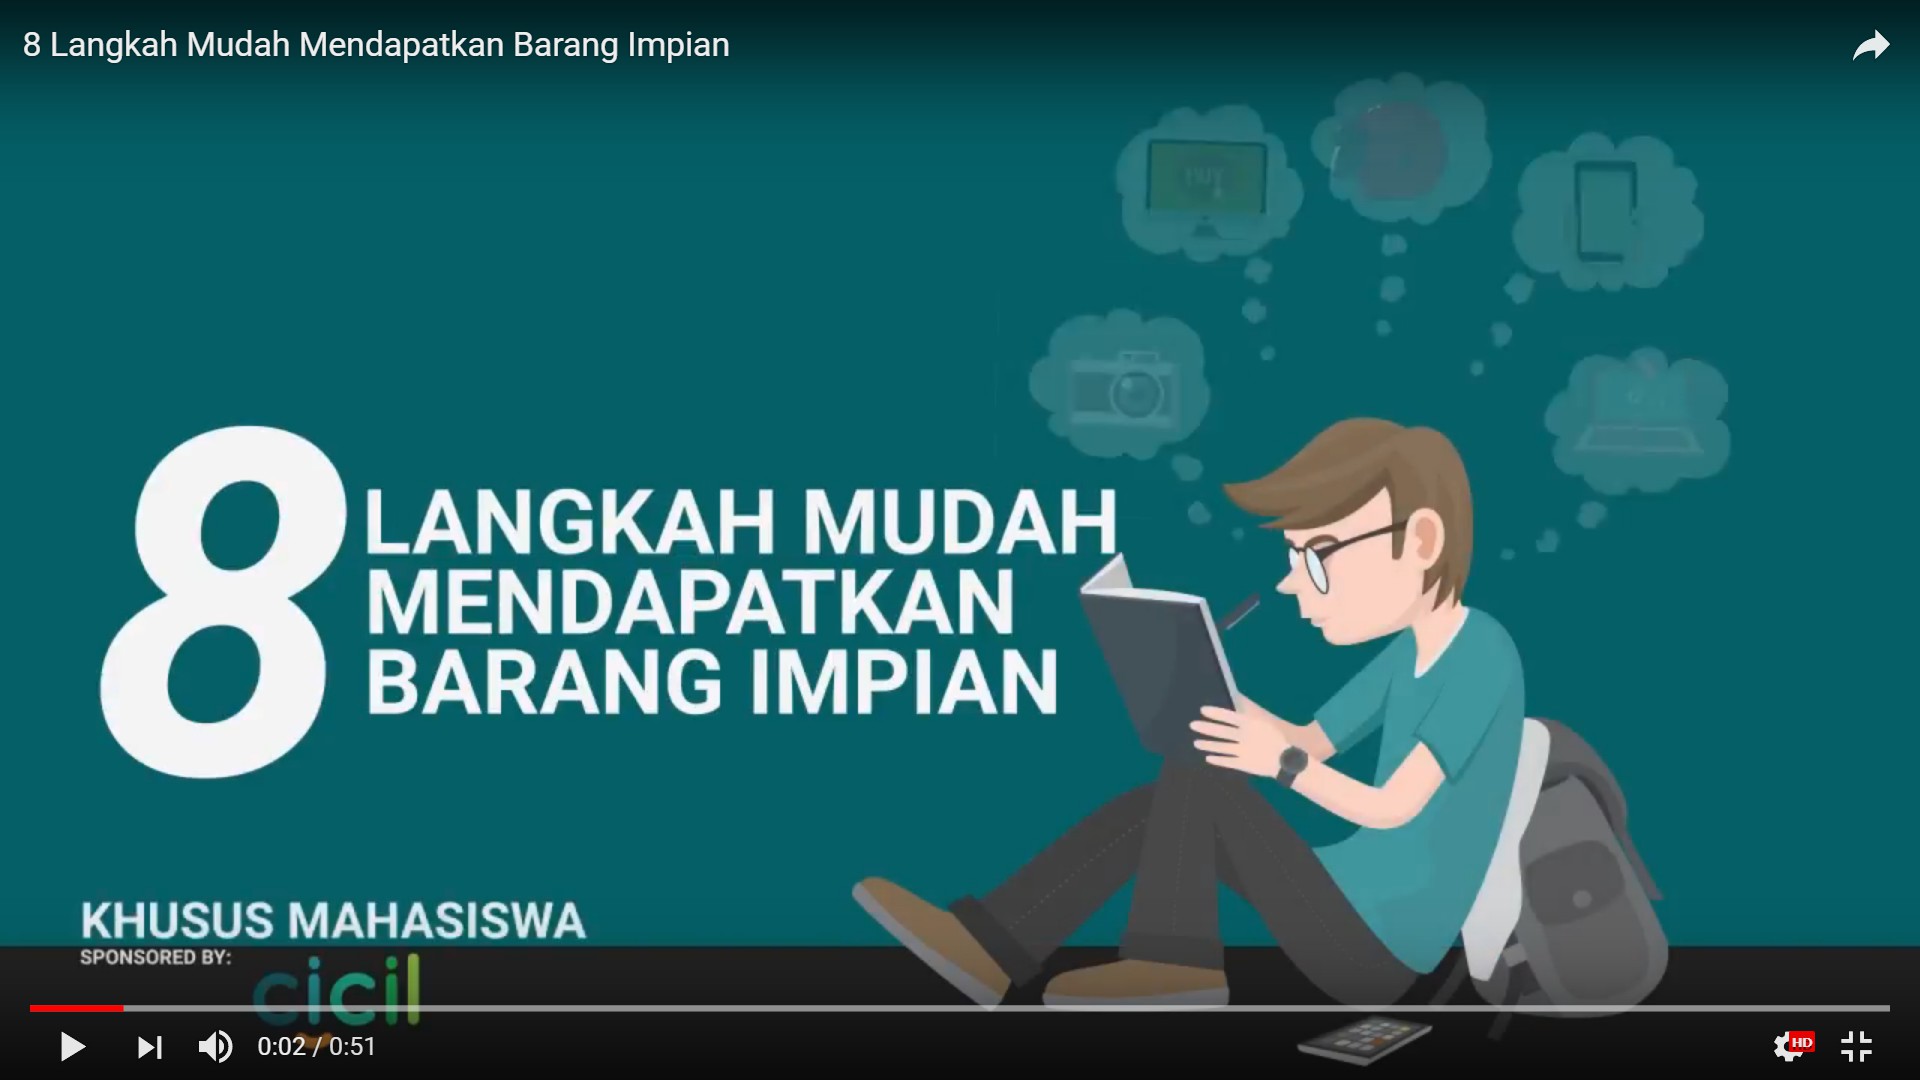 8 Langkah Mudah Mendapatkan Barang Impian
8 LANGKAH MUDAH
MENDAPATKAN
BARANG IMPIAN
KHUSUS MAHASISWA
SPONSORED BY:
cicil
0:02 / 0:51
HD